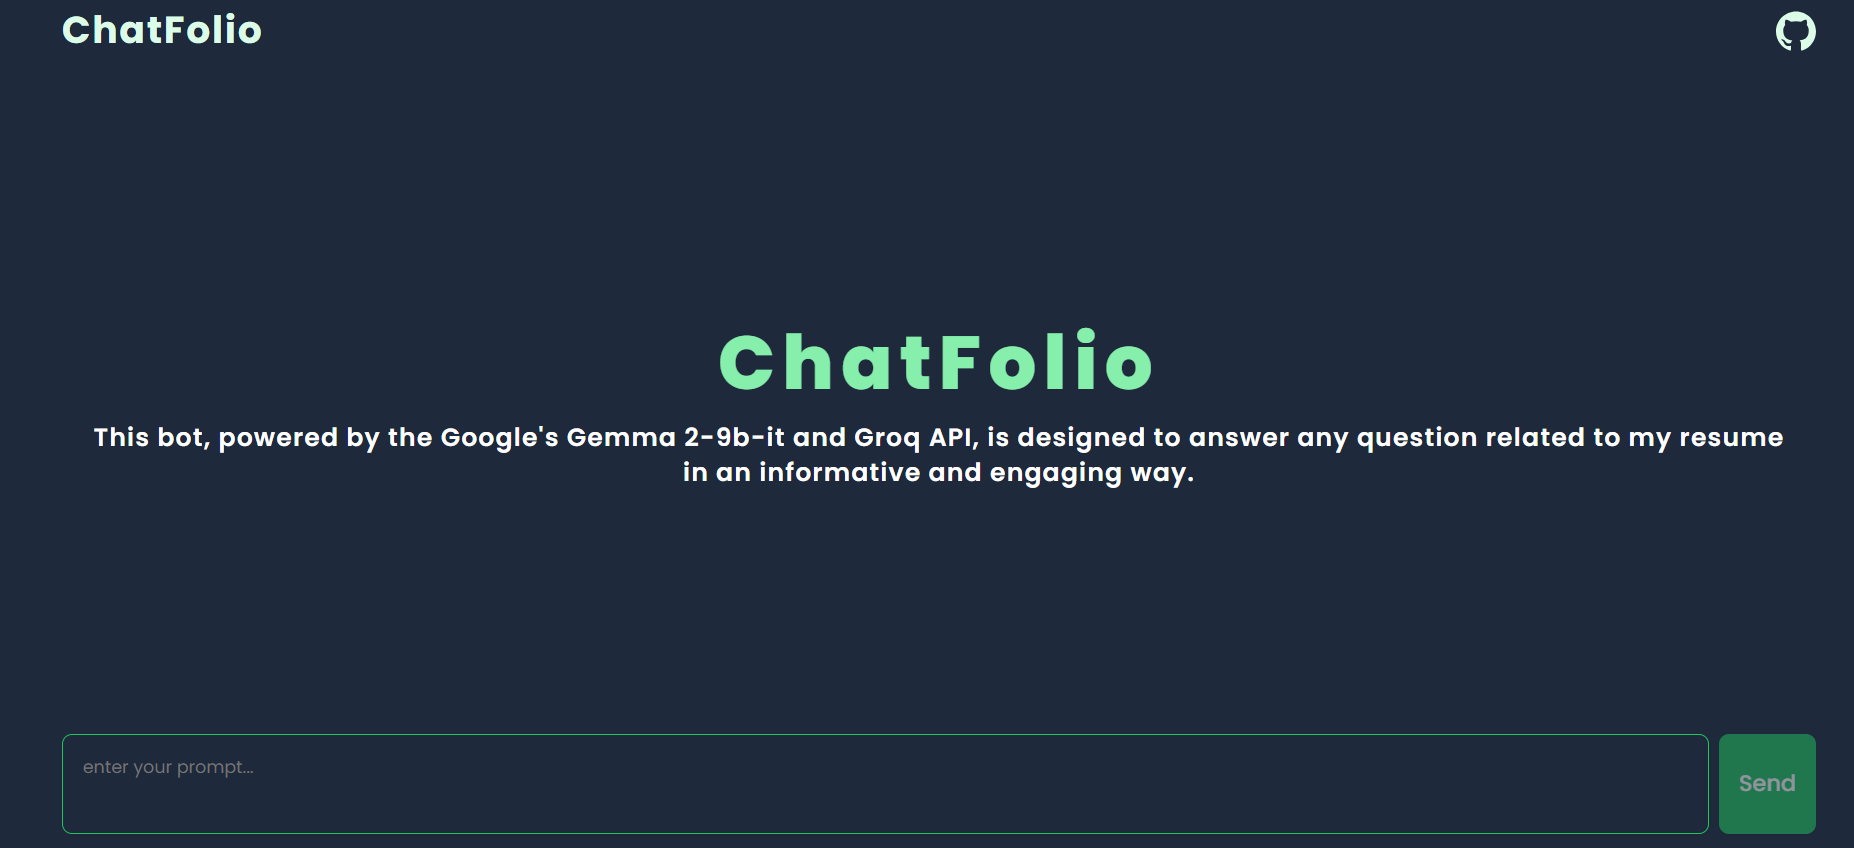 ChatFolio
ChatFolio
This bot, powered by the Google's Gemma 2-9b-it and Groq API, is designed to answer any question related to my resume
in an informative and engaging way.
enter your prompt...
Send